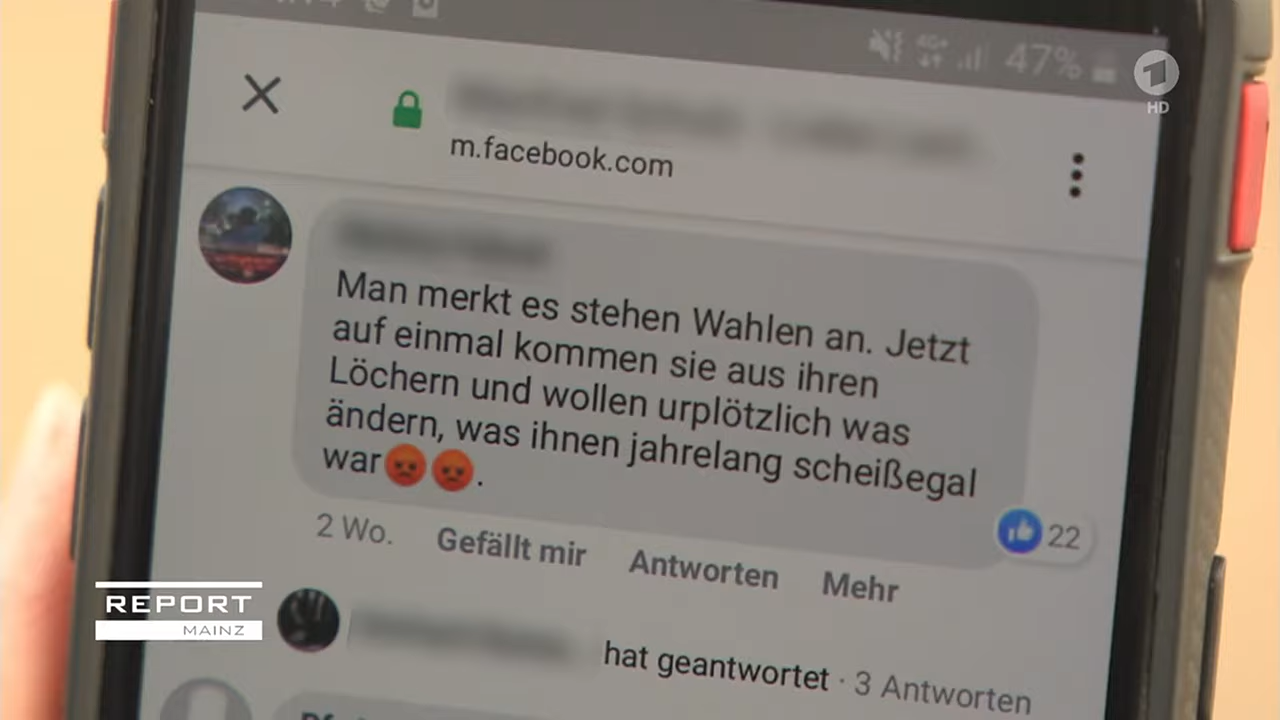 47%
1
HD
m.facebook.com
Man merkt es stehen Wahlen an. Jetzt
auf einmal kommen sie aus ihren
Löchern und wollen urplötzlich was
ändern, was ihnen jahrelang scheißegal
war😡😡.
22
2 Wo. Gefällt mir Antworten Mehr
REPORT
MAINZ
hat geantwortet · 3 Antworten